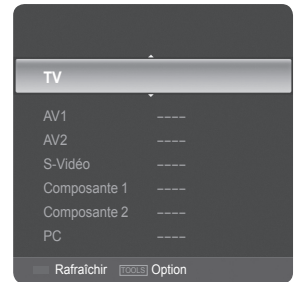 TV
AV1 ––––
AV2 ––––
S-Vidéo ––––
Composante 1 ––––
Composante 2 ––––
PC ––––
Rafraîchir TOOLS Option